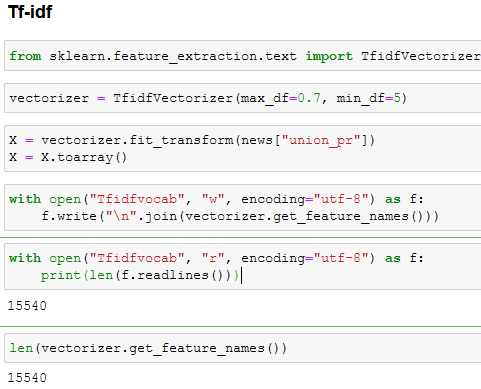 Tf-idf
from sklearn.feature_extraction.text import TfidfVectorizer
vectorizer = TfidfVectorizer(max_df=0.7, min_df=5)
X = vectorizer.fit_transform(news["union_pr"])
X = X.toarray()
with open("Tfidfvocab", "w", encoding="utf-8") as f:
    f.write("\n".join(vectorizer.get_feature_names()))
with open("Tfidfvocab", "r", encoding="utf-8") as f:
    print(len(f.readlines()))
15540
len(vectorizer.get_feature_names())
15540